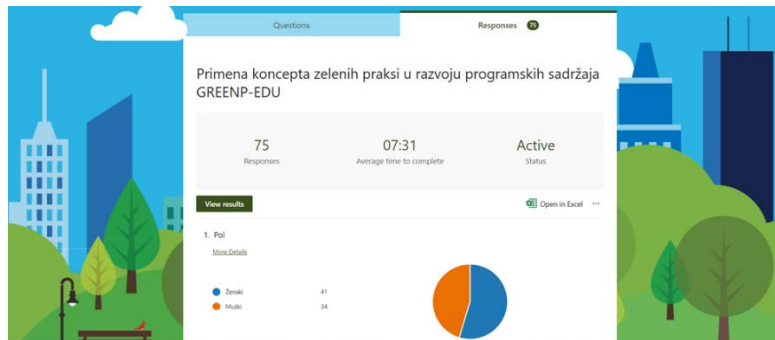 Questions
Responses 75
Primena koncepta zelenih praksi u razvoju programskih sadržaja
GREENP-EDU
75
Responses
07:31
Average time to complete
Active
Status
View results
Open in Excel ...
1. Pol
More Details
Ženski 41
Muški 34